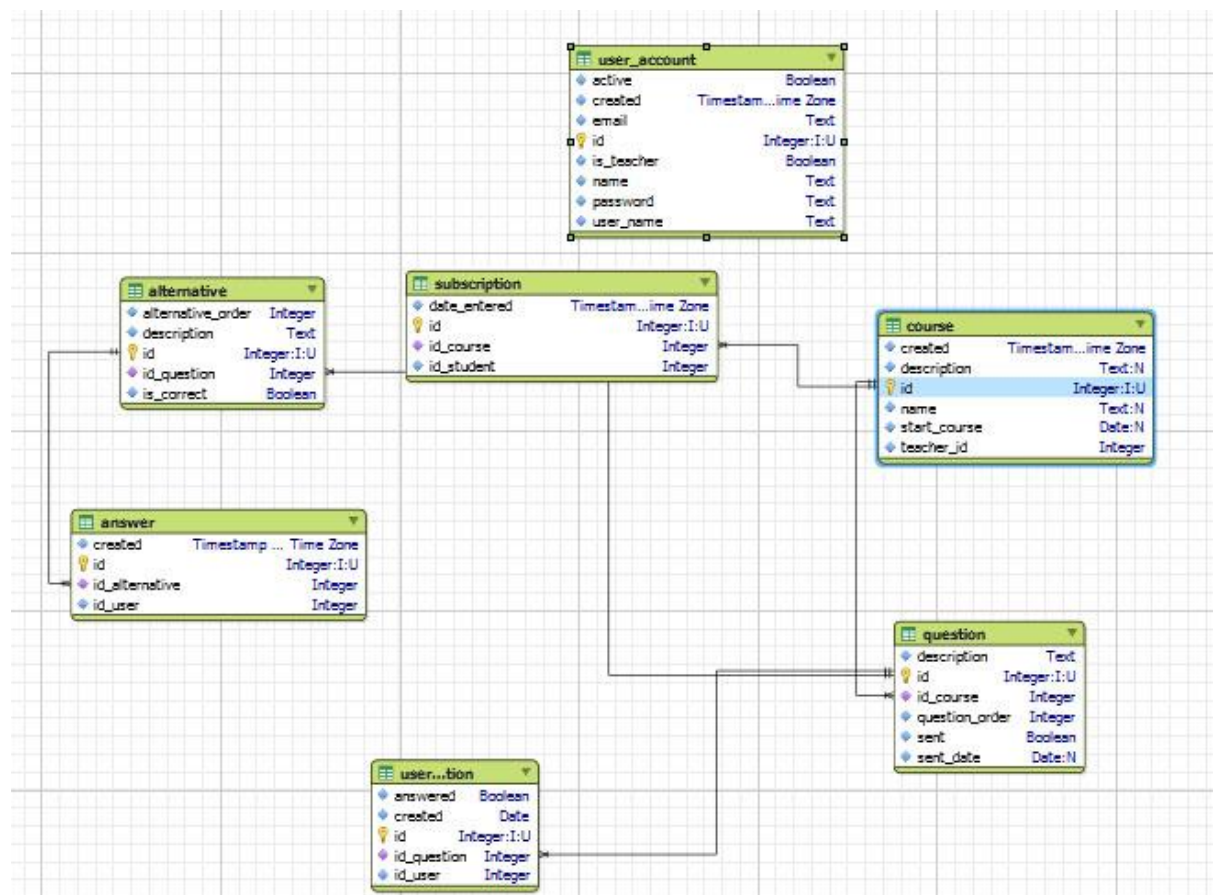 user_account
active Boolean
created Timestam...ime Zone
email Text
id Integer:I:U
is_teacher Boolean
name Text
password Text
user_name Text
alternative
alternative_order Integer
description Text
id Integer:I:U
id_question Integer
is_correct Boolean
subscription
date_entered Timestam...ime Zone
id Integer:I:U
id_course Integer
id_student Integer
course
created Timestam...ime Zone
description Text:N
id Integer:I:U
name Text:N
start_course Date:N
teacher_id Integer
answer
created Timestamp ... Time Zone
id Integer:I:U
id_alternative Integer
id_user Integer
question
description Text
id Integer:I:U
id_course Integer
question_order Integer
sent Boolean
sent_date Date:N
user...tion
answered Boolean
created Date
id Integer:I:U
id_question Integer
id_user Integer